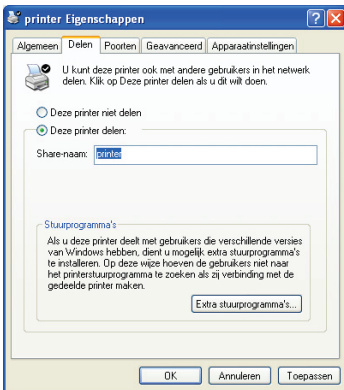 printer Eigenschappen
Algemeen Delen Poorten Geavanceerd Apparaatinstellingen
U kunt deze printer ook met andere gebruikers in het netwerk
delen. Klik op Deze printer delen als u dit wilt doen.
Deze printer niet delen
Deze printer delen:
Share-naam: printer
Stuurprogramma's
Als u deze printer deelt met gebruikers die verschillende versies
van Windows hebben, dient u mogelijk extra stuurprogramma's
te installeren. Op deze wijze hoeven de gebruikers niet naar
het printerstuurprogramma te zoeken als zij verbinding met de
gedeelde printer maken.
Extra stuurprogramma's...
OK Annuleren Toepassen